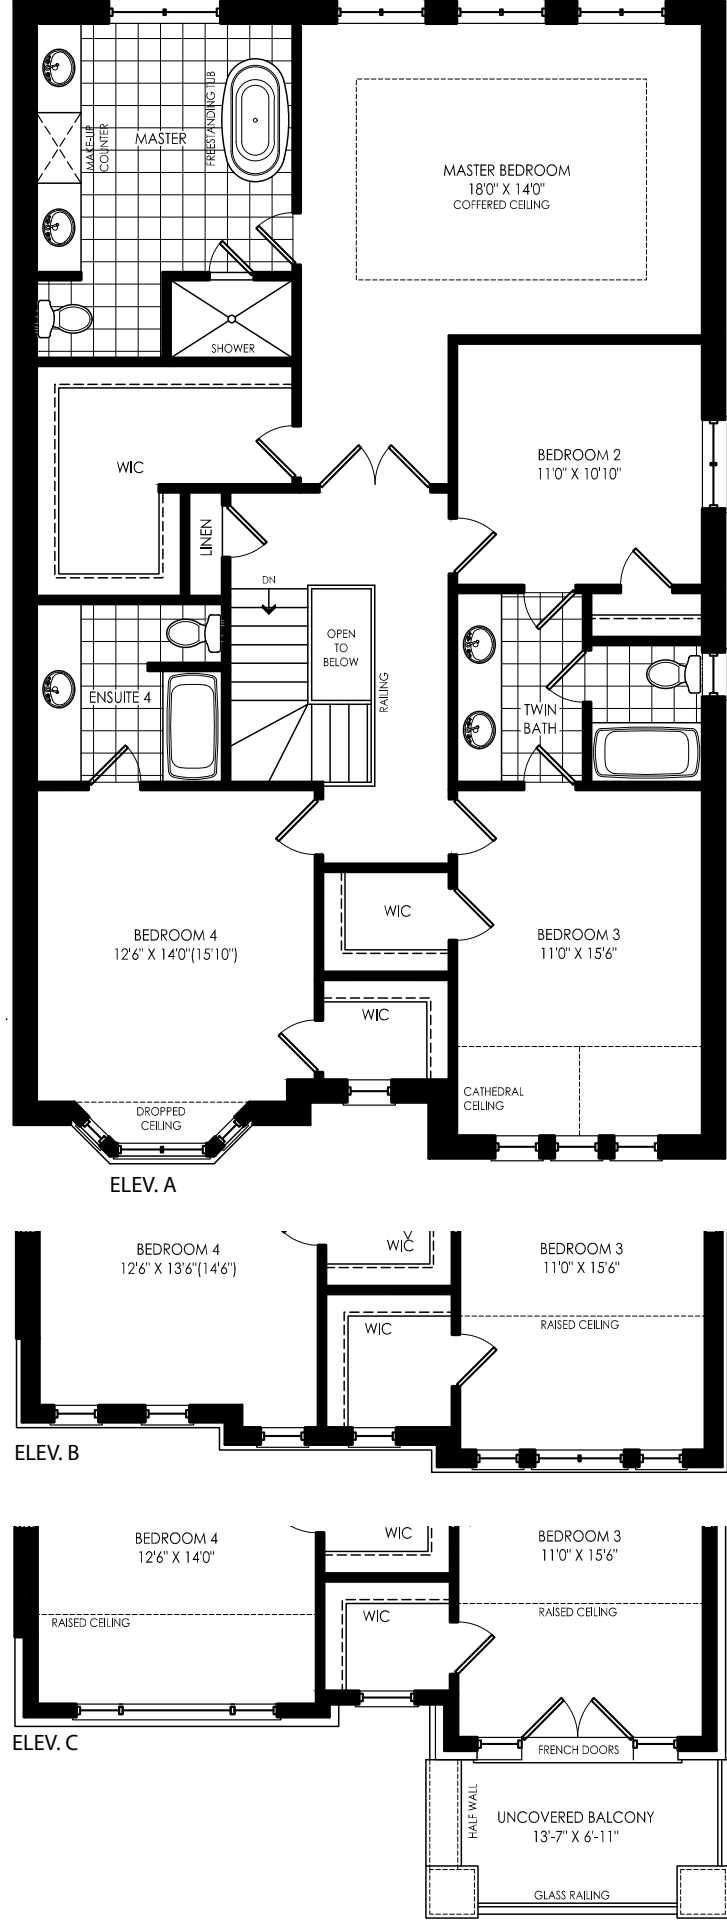 MAKE-UP
COUNTER
MASTER
FREESTANDING TUB
MASTER BEDROOM
18'0" X 14'0"
COFFERED CEILING
SHOWER
WIC
LINEN
BEDROOM 2
11'0" X 10'10"
DN
OPEN
TO
BELOW
RAILING
ENSUITE 4
TWIN
BATH
BEDROOM 4
12'6" X 14'0"(15'10")
WIC
BEDROOM 3
11'0" X 15'6"
WIC
DROPPED
CEILING
CATHEDRAL
CEILING
ELEV. A
BEDROOM 4
12'6" X 13'6"(14'6")
WIC
BEDROOM 3
11'0" X 15'6"
WIC
RAISED CEILING
ELEV. B
BEDROOM 4
12'6" X 14'0"
WIC
BEDROOM 3
11'0" X 15'6"
RAISED CEILING
WIC
RAISED CEILING
ELEV. C
FRENCH DOORS
HALF WALL
UNCOVERED BALCONY
13'-7" X 6'-11"
GLASS RAILING